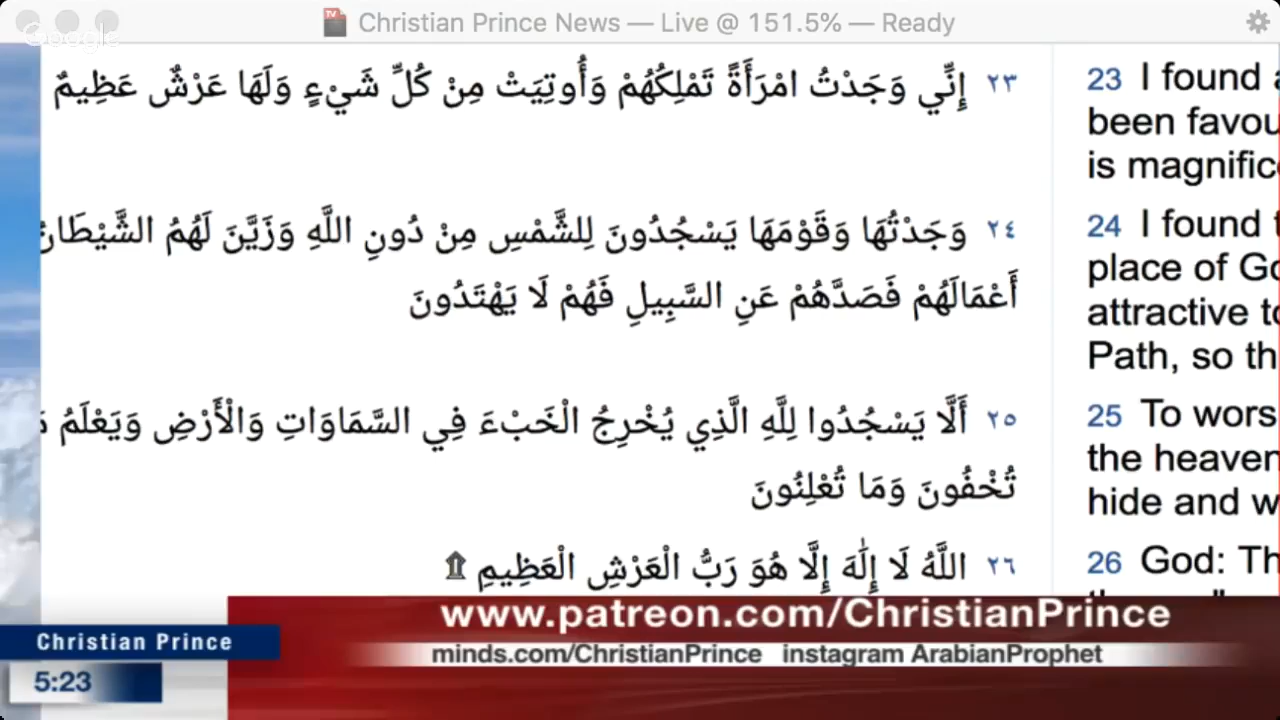 Christian Prince News — Live @ 151.5% — Ready
Google
٢٣ إِنِّي وَجَدْتُ امْرَأَةً تَمْلِكُهُمْ وَأُوتِيَتْ مِنْ كُلِّ شَيْءٍ وَلَهَا عَرْشٌ عَظِيمٌ
٢٤ وَجَدْتُهَا وَقَوْمَهَا يَسْجُدُونَ لِلشَّمْسِ مِنْ دُونِ اللَّهِ وَزَيَّنَ لَهُمُ الشَّيْطَانُ
أَعْمَالَهُمْ فَصَدَّهُمْ عَنِ السَّبِيلِ فَهُمْ لَا يَهْتَدُونَ
٢٥ أَلَّا يَسْجُدُوا لِلَّهِ الَّذِي يُخْرِجُ الْخَبْءَ فِي السَّمَاوَاتِ وَالْأَرْضِ وَيَعْلَمُ
تُخْفُونَ وَمَا تُعْلِنُونَ
٢٦ اللَّهُ لَا إِلَٰهَ إِلَّا هُوَ رَبُّ الْعَرْشِ الْعَظِيمِ ۩
23 I found
been favou
is magnific
24 I found
place of Go
attractive to
Path, so th
25 To wors
the heaven
hide and w
26 God: Th
www.patreon.com/ChristianPrince
Christian Prince
minds.com/ChristianPrince instagram ArabianProphet
5:23